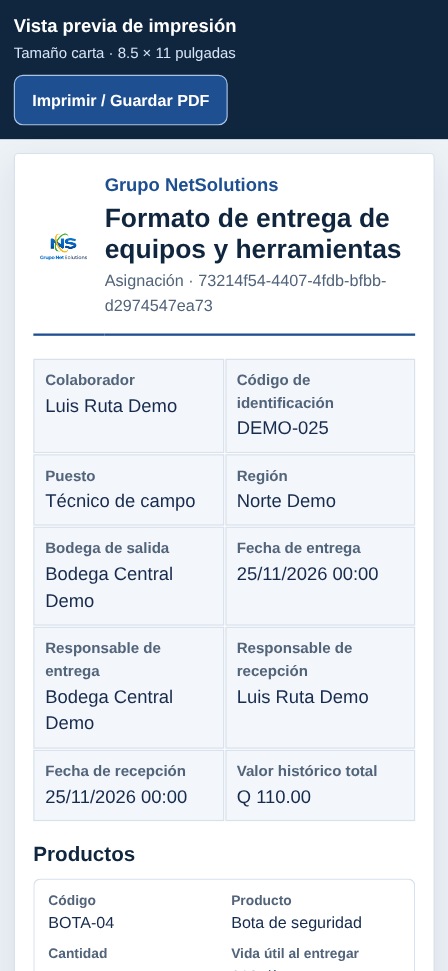 Vista previa de impresión
Tamaño carta · 8.5 × 11 pulgadas
Imprimir / Guardar PDF
NS
Grupo Net Solutions
Grupo NetSolutions
Formato de entrega de
equipos y herramientas
Asignación · 73214f54-4407-4fdb-bfbb-
d2974547ea73
Colaborador
Luis Ruta Demo
Código de
identificación
DEMO-025
Puesto
Técnico de campo
Región
Norte Demo
Bodega de salida
Bodega Central
Demo
Fecha de entrega
25/11/2026 00:00
Responsable de
entrega
Bodega Central
Demo
Responsable de
recepción
Luis Ruta Demo
Fecha de recepción
25/11/2026 00:00
Valor histórico total
Q 110.00
Productos
Código
BOTA-04
Producto
Bota de seguridad
Cantidad
Vida útil al entregar